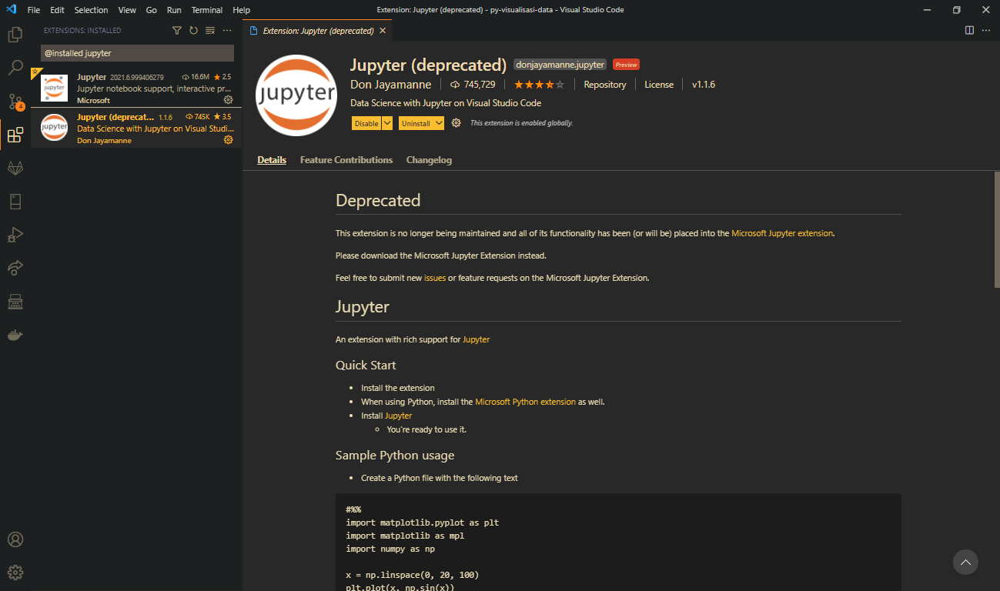 File Edit Selection View Go Run Terminal Help
Extension: Jupyter (deprecated) - py-visualisasi-data - Visual Studio Code
EXTENSIONS: INSTALLED
@installed jupyter
jupyter
Jupyter 2021.6.999406279 16.6M 2.5
Jupyter notebook support, interactive pr...
Microsoft
jupyter
Jupyter (deprecat... 1.1.6 745K 3.5
Data Science with Jupyter on Visual Studi...
Don Jayamanne
4
Extension: Jupyter (deprecated)
jupyter
Jupyter (deprecated) donjayamanne.jupyter Preview
Don Jayamanne 745,729 Repository License v1.1.6
Data Science with Jupyter on Visual Studio Code
Disable Uninstall This extension is enabled globally.
Details Feature Contributions Changelog
Deprecated
This extension is no longer being maintained and all of its functionality has been (or will be) placed into the Microsoft Jupyter extension.
Please download the Microsoft Jupyter Extension instead.
Feel free to submit new issues or feature requests on the Microsoft Jupyter Extension.
Jupyter
An extension with rich support for Jupyter
Quick Start
• Install the extension
• When using Python, install the Microsoft Python extension as well.
• Install Jupyter
◦ You're ready to use it.
Sample Python usage
• Create a Python file with the following text
#%%
import matplotlib.pyplot as plt
import matplotlib as mpl
import numpy as np
x = np.linspace(0, 20, 100)
plt.plot(x, np.sin(x))